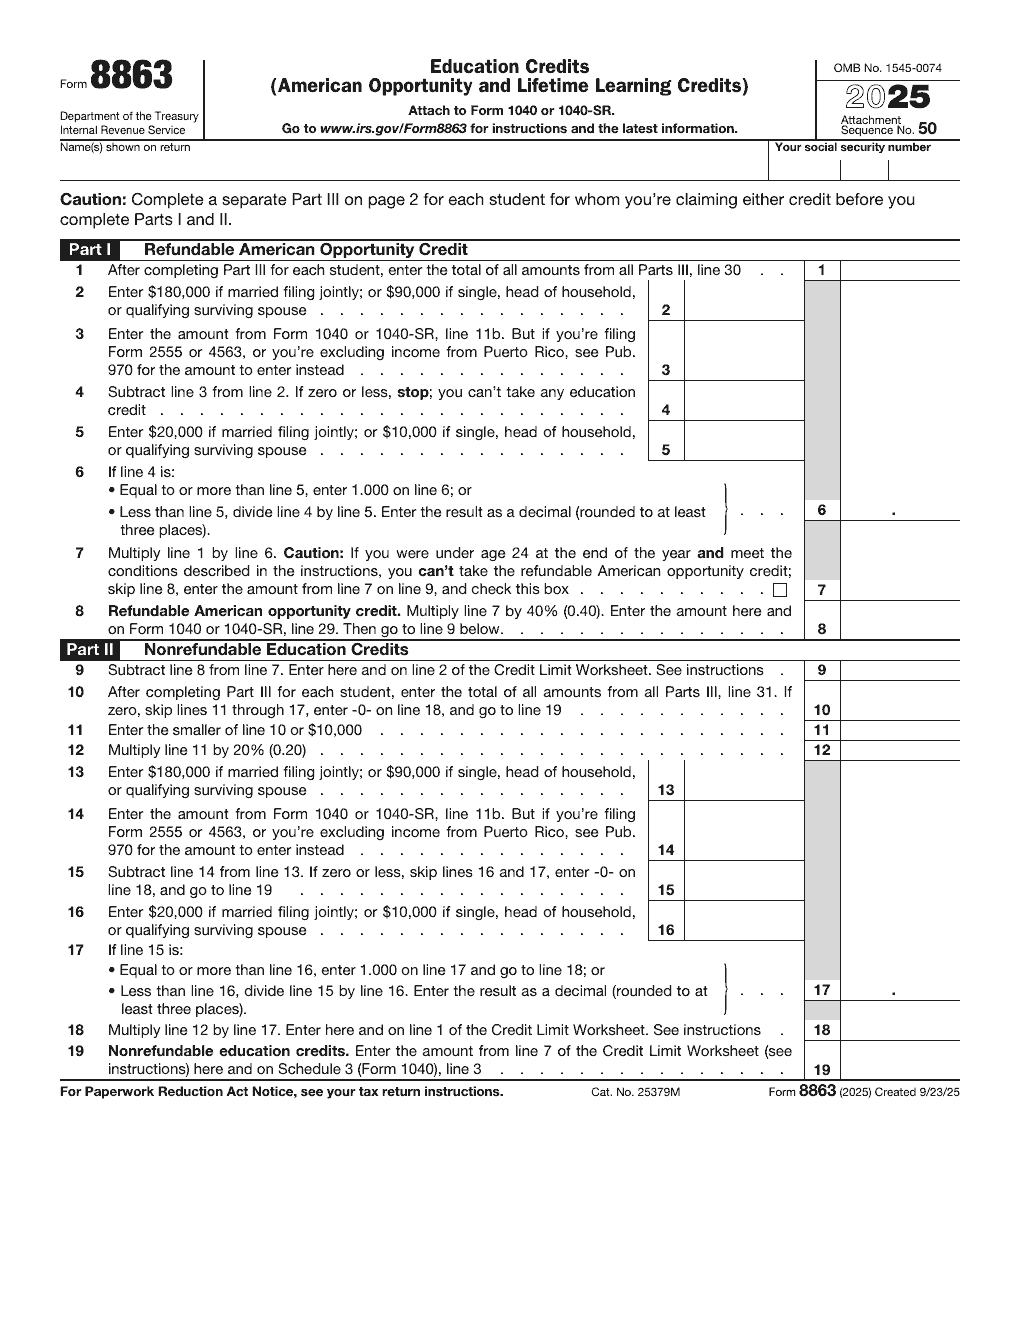 Form 8863
Department of the Treasury
Internal Revenue Service
Education Credits
(American Opportunity and Lifetime Learning Credits)
Attach to Form 1040 or 1040-SR.
Go to www.irs.gov/Form8863 for instructions and the latest information.
OMB No. 1545-0074
2025
Attachment
Sequence No. 50
Name(s) shown on return
Your social security number
Caution: Complete a separate Part III on page 2 for each student for whom you’re claiming either credit before you
complete Parts I and II.
Part I Refundable American Opportunity Credit
1 After completing Part III for each student, enter the total of all amounts from all Parts III, line 30 . . 1
2 Enter $180,000 if married filing jointly; or $90,000 if single, head of household,
or qualifying surviving spouse . . . . . . . . . . . . . . . . 2
3 Enter the amount from Form 1040 or 1040-SR, line 11b. But if you’re filing
Form 2555 or 4563, or you’re excluding income from Puerto Rico, see Pub.
970 for the amount to enter instead . . . . . . . . . . . . . . 3
4 Subtract line 3 from line 2. If zero or less, stop; you can’t take any education
credit . . . . . . . . . . . . . . . . . . . . . . . . 4
5 Enter $20,000 if married filing jointly; or $10,000 if single, head of household,
or qualifying surviving spouse . . . . . . . . . . . . . . . . 5
6 If line 4 is:
• Equal to or more than line 5, enter 1.000 on line 6; or
• Less than line 5, divide line 4 by line 5. Enter the result as a decimal (rounded to at least . . . 6 .
three places).
7 Multiply line 1 by line 6. Caution: If you were under age 24 at the end of the year and meet the
conditions described in the instructions, you can’t take the refundable American opportunity credit;
skip line 8, enter the amount from line 7 on line 9, and check this box . . . . . . . . . . 7
8 Refundable American opportunity credit. Multiply line 7 by 40% (0.40). Enter the amount here and
on Form 1040 or 1040-SR, line 29. Then go to line 9 below. . . . . . . . . . . . . . . 8
Part II Nonrefundable Education Credits
9 Subtract line 8 from line 7. Enter here and on line 2 of the Credit Limit Worksheet. See instructions . 9
10 After completing Part III for each student, enter the total of all amounts from all Parts III, line 31. If
zero, skip lines 11 through 17, enter -0- on line 18, and go to line 19 . . . . . . . . . . . 10
11 Enter the smaller of line 10 or $10,000 . . . . . . . . . . . . . . . . . . . . . 11
12 Multiply line 11 by 20% (0.20) . . . . . . . . . . . . . . . . . . . . . . . . 12
13 Enter $180,000 if married filing jointly; or $90,000 if single, head of household,
or qualifying surviving spouse . . . . . . . . . . . . . . . . 13
14 Enter the amount from Form 1040 or 1040-SR, line 11b. But if you’re filing
Form 2555 or 4563, or you’re excluding income from Puerto Rico, see Pub.
970 for the amount to enter instead . . . . . . . . . . . . . . 14
15 Subtract line 14 from line 13. If zero or less, skip lines 16 and 17, enter -0- on
line 18, and go to line 19 . . . . . . . . . . . . . . . . . 15
16 Enter $20,000 if married filing jointly; or $10,000 if single, head of household,
or qualifying surviving spouse . . . . . . . . . . . . . . . . 16
17 If line 15 is:
• Equal to or more than line 16, enter 1.000 on line 17 and go to line 18; or
• Less than line 16, divide line 15 by line 16. Enter the result as a decimal (rounded to at . . . 17 .
least three places).
18 Multiply line 12 by line 17. Enter here and on line 1 of the Credit Limit Worksheet. See instructions . 18
19 Nonrefundable education credits. Enter the amount from line 7 of the Credit Limit Worksheet (see
instructions) here and on Schedule 3 (Form 1040), line 3 . . . . . . . . . . . . . . . 19
For Paperwork Reduction Act Notice, see your tax return instructions. Cat. No. 25379M Form 8863 (2025) Created 9/23/25